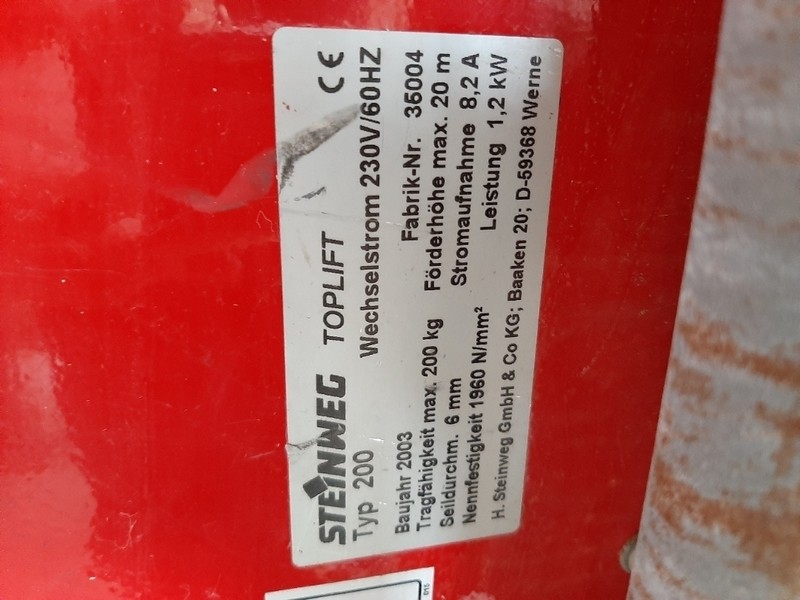 STEINWEG TOPLIFT CE
Typ 200 Wechselstrom 230V/60HZ
Baujahr 2003 Fabrik-Nr. 35004
Tragfähigkeit max. 200 kg Förderhöhe max. 20 m
Seildurchm. 6 mm Stromaufnahme 8,2 A
Nennfestigkeit 1960 N/mm² Leistung 1,2 kW
H. Steinweg GmbH & Co KG; Baaken 20; D-59368 Werne